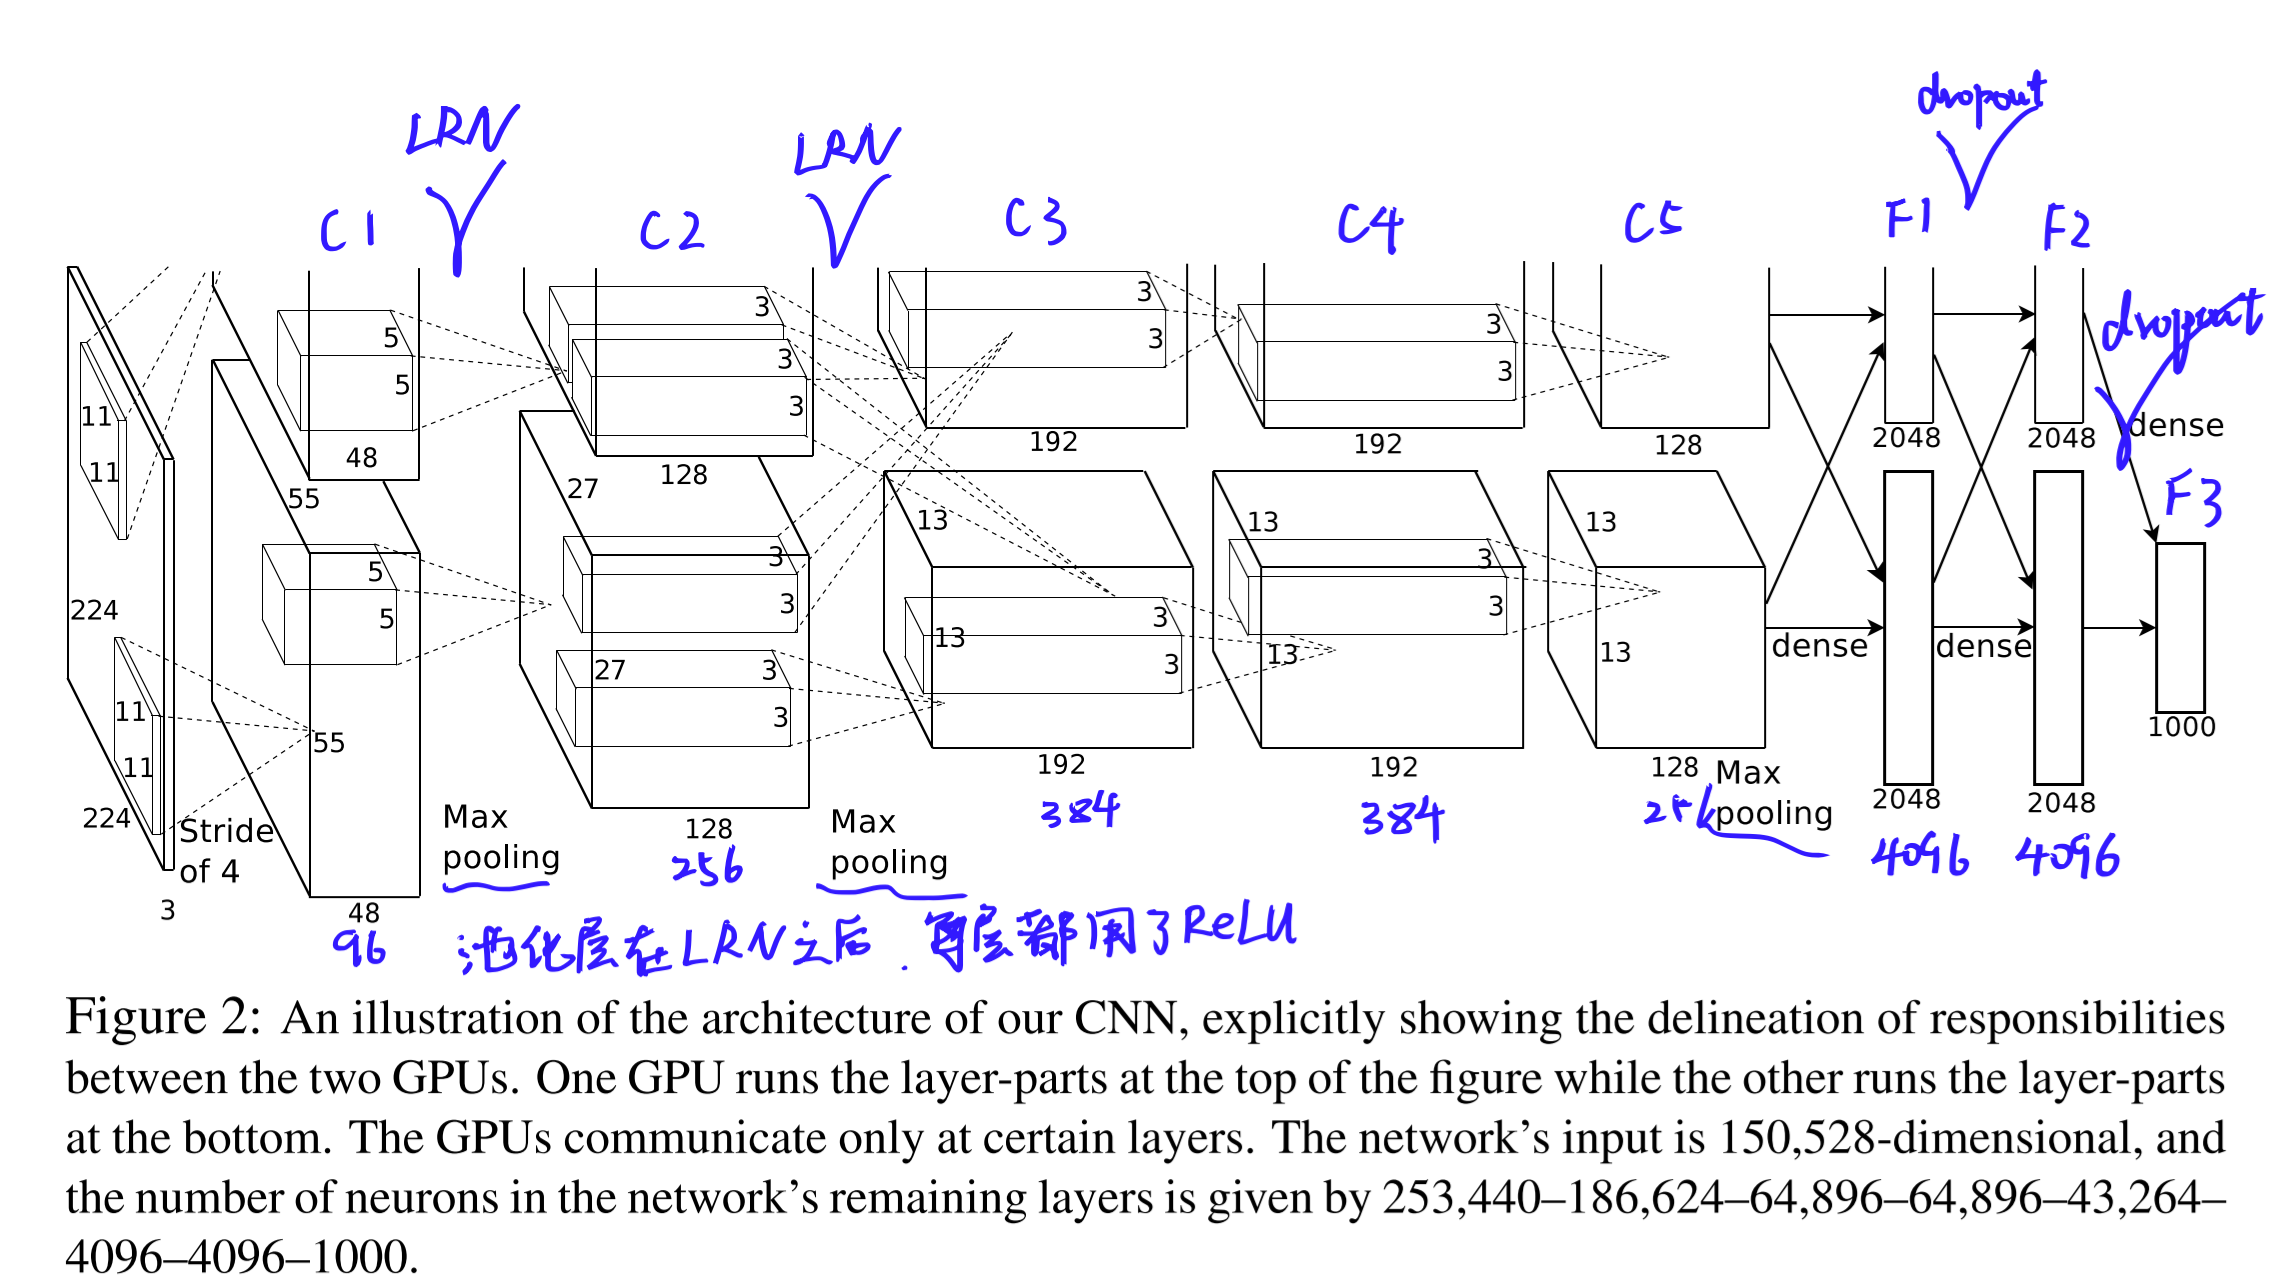 dropout
LRN
LRN
C1
C2
C3
C4
C5
F1
F2
3
3
5
3
3
dropout
5
3
3
3
3
11
48
128
192
192
128
2048
2048
dense
11
55
27
13
13
13
F3
5
3
3
3
224
5
3
3
13
3
13
13
dense
dense
27
3
3
11
3
55
1000
11
192
192
128
Max
pooling
2048
2048
224
Stride
of 4
Max
pooling
128
Max
pooling
384
384
256
4096
4096
256
3
48
96
池化层在LRN之后. 每层都用了ReLU
Figure 2: An illustration of the architecture of our CNN, explicitly showing the delineation of responsibilities
between the two GPUs. One GPU runs the layer-parts at the top of the figure while the other runs the layer-parts
at the bottom. The GPUs communicate only at certain layers. The network’s input is 150,528-dimensional, and
the number of neurons in the network’s remaining layers is given by 253,440–186,624–64,896–64,896–43,264–
4096–4096–1000.